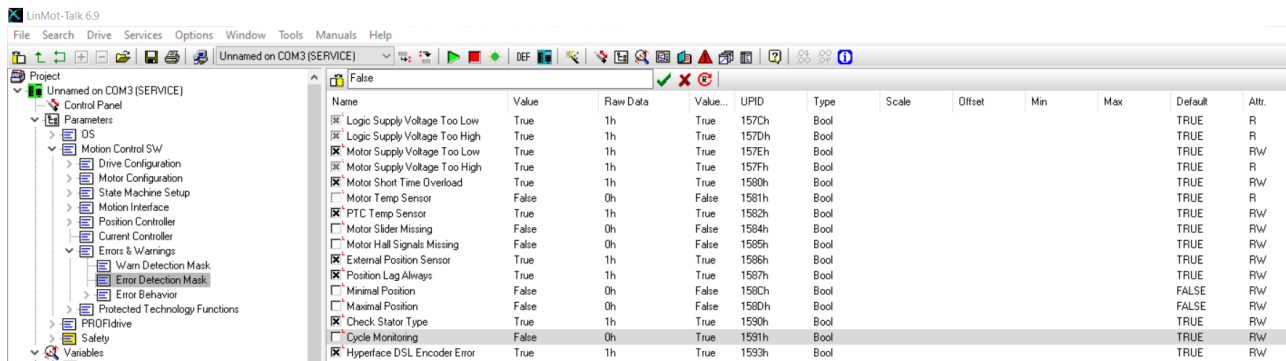 LinMot-Talk 6.9
File Search Drive Services Options Window Tools Manuals Help
Unnamed on COM3 (SERVICE) DEF
Project
Unnamed on COM3 (SERVICE)
Control Panel
Parameters
OS
Motion Control SW
Drive Configuration
Motor Configuration
State Machine Setup
Motion Interface
Position Controller
Current Controller
Errors & Warnings
Warn Detection Mask
Error Detection Mask
Error Behavior
Protected Technology Functions
PROFIdrive
Safety
Variables
False
Name Value Raw Data Value... UPID Type Scale Offset Min Max Default Attr.
Logic Supply Voltage Too Low True 1h True 157Ch Bool TRUE R
Logic Supply Voltage Too High True 1h True 157Dh Bool TRUE R
Motor Supply Voltage Too Low True 1h True 157Eh Bool TRUE RW
Motor Supply Voltage Too High True 1h True 157Fh Bool TRUE R
Motor Short Time Overload True 1h True 1580h Bool TRUE RW
Motor Temp Sensor False 0h False 1581h Bool TRUE R
PTC Temp Sensor True 1h True 1582h Bool TRUE RW
Motor Slider Missing False 0h False 1584h Bool TRUE RW
Motor Hall Signals Missing False 0h False 1585h Bool TRUE RW
External Position Sensor True 1h True 1586h Bool TRUE RW
Position Lag Always True 1h True 1587h Bool TRUE RW
Minimal Position False 0h False 158Ch Bool FALSE RW
Maximal Position False 0h False 158Dh Bool FALSE RW
Check Stator Type True 1h True 1590h Bool TRUE RW
Cycle Monitoring False 0h True 1591h Bool TRUE RW
Hyperface DSL Encoder Error True 1h True 1593h Bool TRUE RW